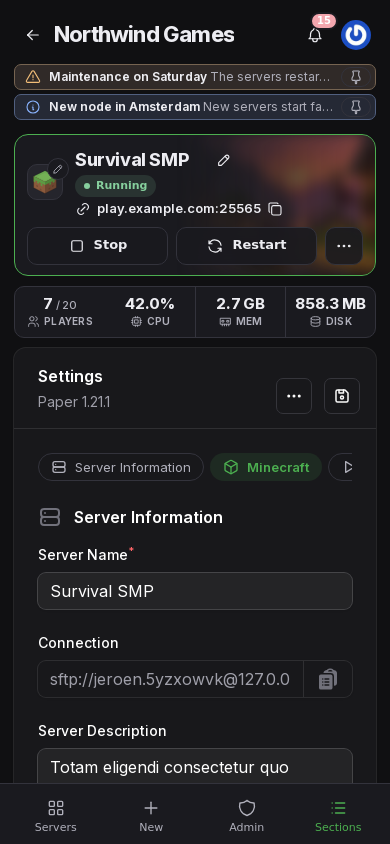 Northwind Games
15
Maintenance on Saturday The servers restar…
New node in Amsterdam New servers start fa…
Survival SMP
Running
play.example.com:25565
Stop
Restart
7 / 20
PLAYERS
42.0%
CPU
2.7 GB
MEM
858.3 MB
DISK
Settings
Paper 1.21.1
Server Information
Minecraft
Server Information
Server Name*
Survival SMP
Connection
sftp://jeroen.5yzxowvk@127.0.0
Server Description
Totam eligendi consectetur quo
Servers
New
Admin
Sections